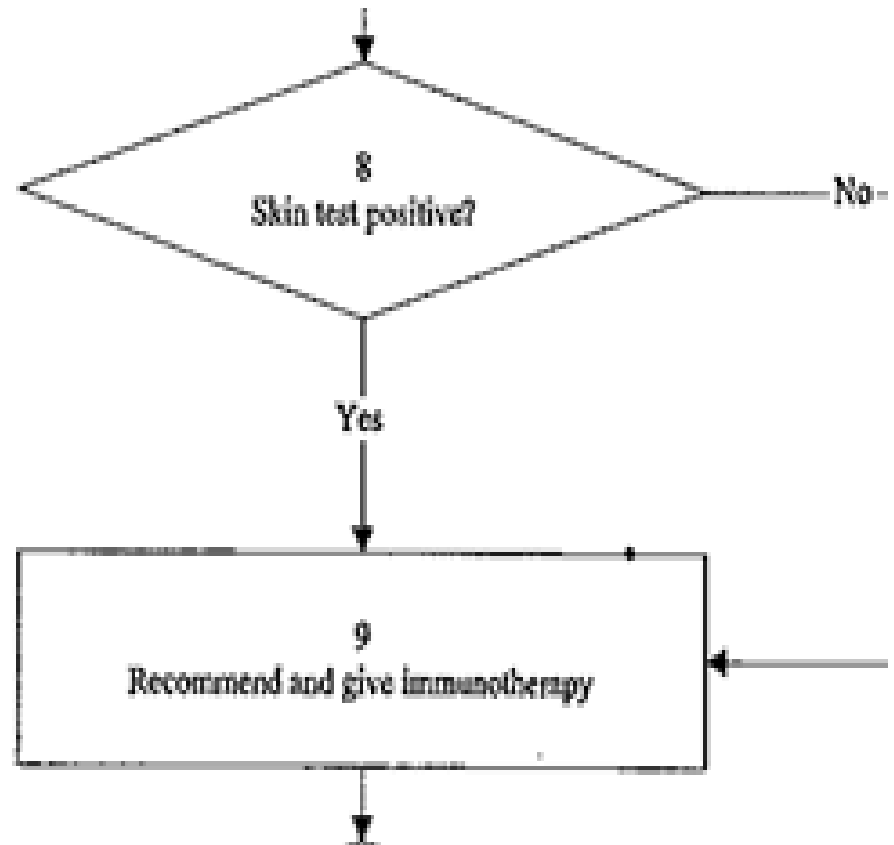 8
Skin test positive?
No
Yes
9
Recommend and give immunotherapy